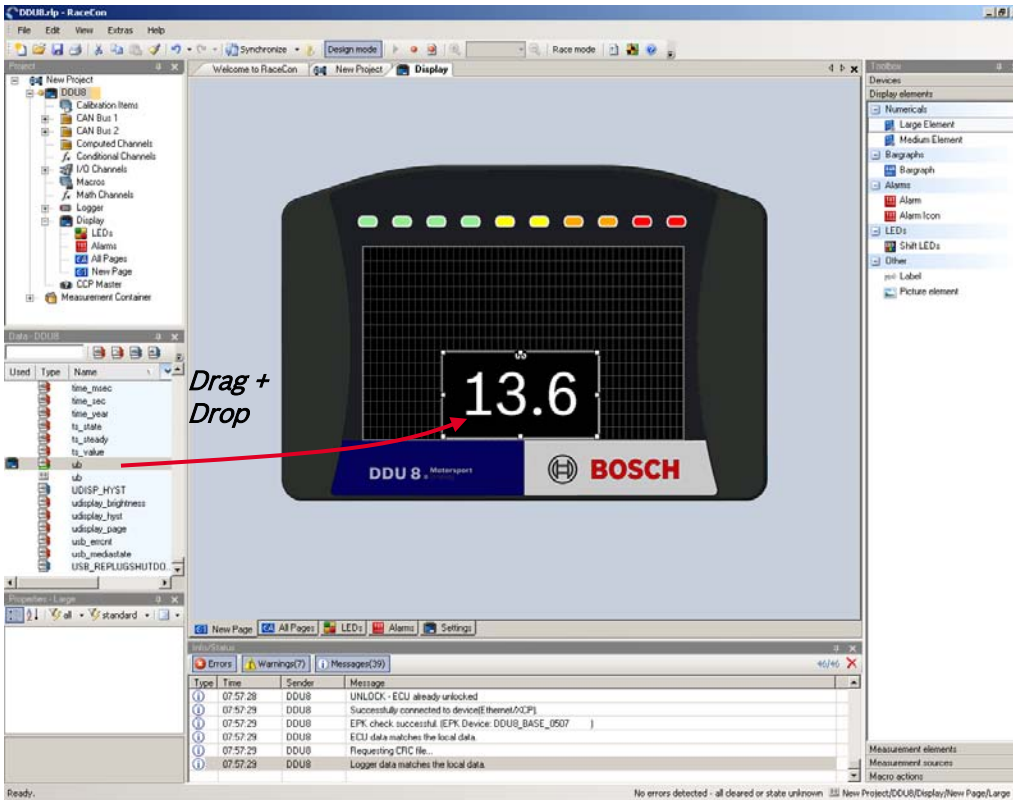 DDU8.rlp - RaceCon
File Edit View Extras Help
Synchronize Design mode Race mode
Project
New Project
DDU8
Calibration Items
CAN Bus 1
CAN Bus 2
Computed Channels
Conditional Channels
I/O Channels
Macros
Math Channels
Logger
Display
LEDs
Alarms
All Pages
New Page
CCP Master
Measurement Container
Data - DDU8
Used Type Name
time_msec
time_sec
time_year
ts_state
ts_steady
ts_value
ub
ub
UDISP_HYST
udisplay_brightness
udisplay_hyst
udisplay_page
usb_errcnt
usb_mediastate
USB_REPLUGSHUTDO...
Properties - Large
all standard
Welcome to RaceCon New Project Display
Drag +
Drop
ub
13.6
DDU 8. Motorsport
BOSCH
New Page All Pages LEDs Alarms Settings
Info/Status
Errors Warnings(7) Messages(39) 46/46
Type Time Sender Message
07:57:28 DDU8 UNLOCK - ECU already unlocked
07:57:29 DDU8 Successfully connected to device(Ethernet/XCP).
07:57:29 DDU8 EPK check successful. (EPK Device: DDU8_BASE_0507 )
07:57:29 DDU8 ECU data matches the local data.
07:57:29 DDU8 Requesting CRC file...
07:57:29 DDU8 Logger data matches the local data.
Toolbox
Devices
Display elements
Numericals
Large Element
Medium Element
Bargraphs
Bargraph
Alarms
Alarm
Alarm Icon
LEDs
Shift LEDs
Other
Label
Picture element
Measurement elements
Measurement sources
Macro actions
Ready.
No errors detected - all cleared or state unknown New Project/DDU8/Display/New Page/Large